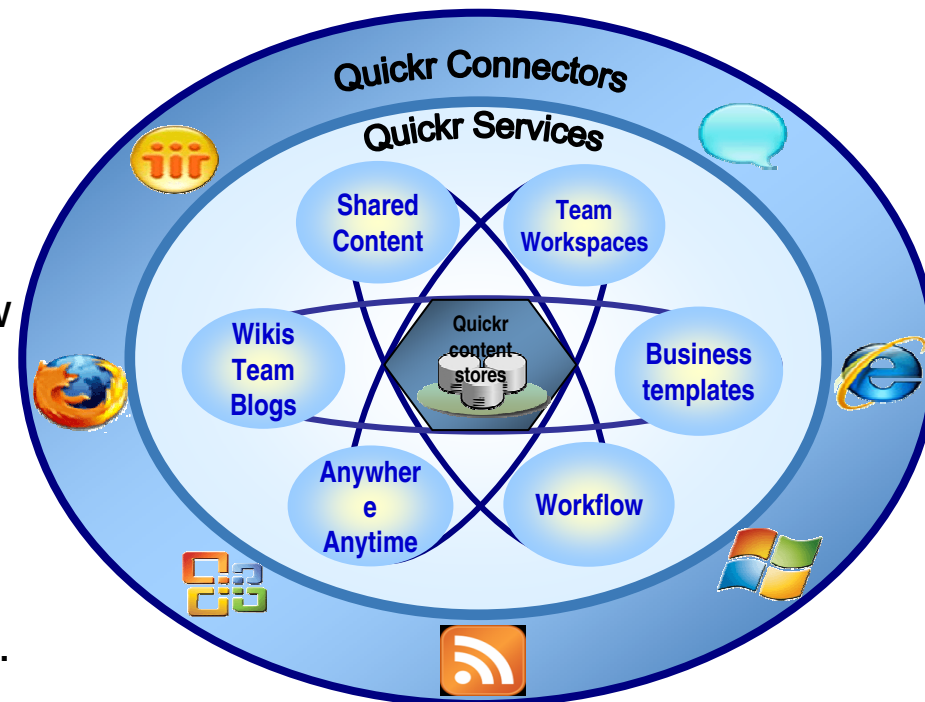 Quickr Connectors
Quickr Services
Shared
Content
Team
Workspaces
W
Wikis
Team
Blogs
Quickr
content
stores
Business
templates
Anywher
e
Anytime
Workflow
.